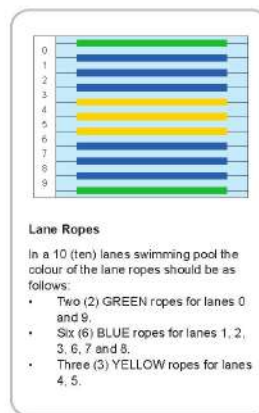 0
1
2
3
4
5
6
7
8
9
Lane Ropes
In a 10 (ten) lanes swimming pool the
colour of the lane ropes should be as
follows:
• Two (2) GREEN ropes for lanes 0
and 9.
• Six (6) BLUE ropes for lanes 1, 2,
3, 6, 7 and 8.
• Three (3) YELLOW ropes for lanes
4, 5.